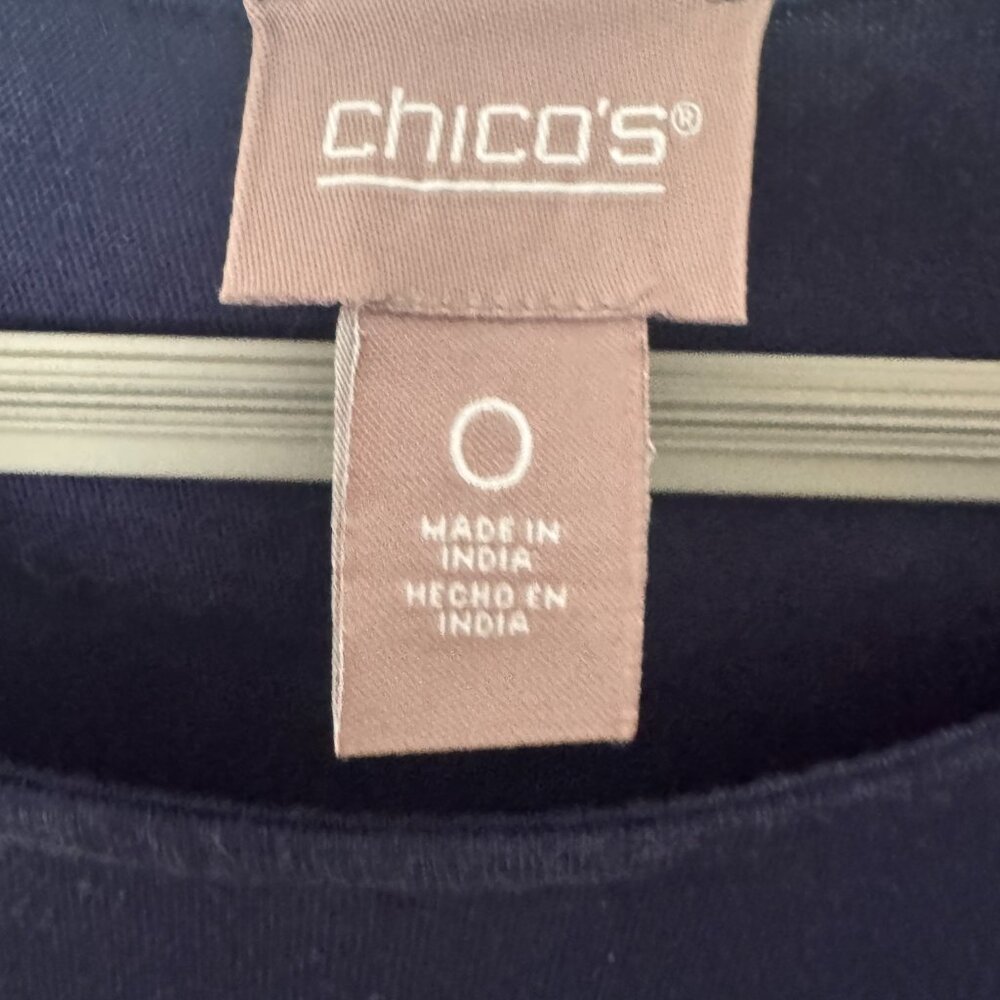 chico's®
0
MADE IN
INDIA
HECHO EN
INDIA